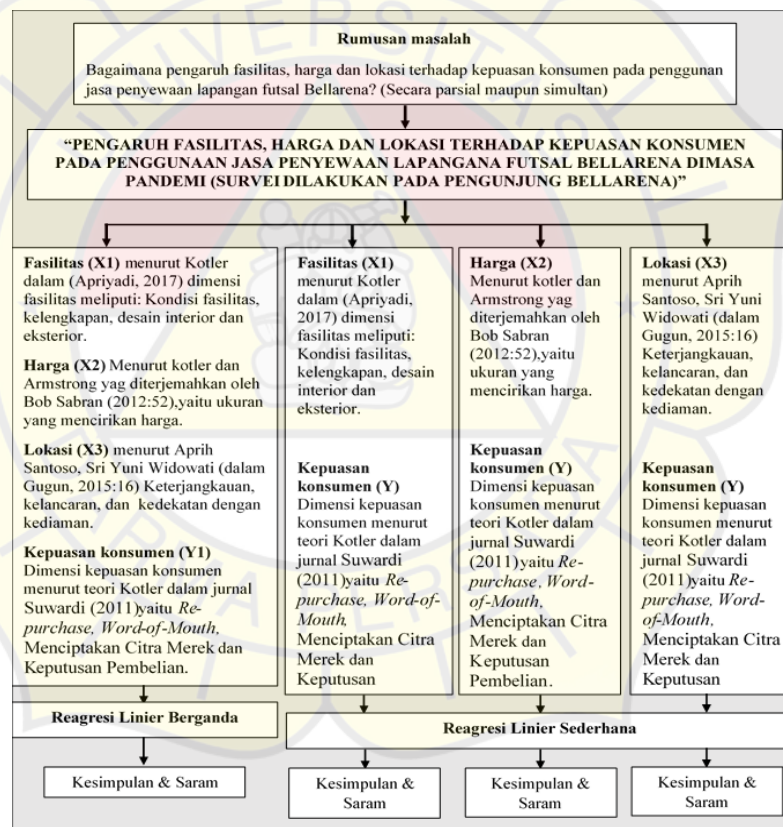 Rumusan masalah
Bagaimana pengaruh fasilitas, harga dan lokasi terhadap kepuasan konsumen pada penggunan
jasa penyewaan lapangan futsal Bellarena? (Secara parsial maupun simultan)
“PENGARUH FASILITAS, HARGA DAN LOKASI TERHADAP KEPUASAN KONSUMEN
PADA PENGGUNAAN JASA PENYEWAAN LAPANGANA FUTSAL BELLARENA DIMASA
PANDEMI (SURVEI DILAKUKAN PADA PENGUNJUNG BELLARENA)”
Fasilitas (X1) menurut Kotler
dalam (Apriyadi, 2017) dimensi
fasilitas meliputi: Kondisi fasilitas,
kelengkapan, desain interior dan
eksterior.
Harga (X2) Menurut kotler dan
Armstrong yag diterjemahkan oleh
Bob Sabran (2012:52),yaitu ukuran
yang mencirikan harga.
Lokasi (X3) menurut Aprih
Santoso, Sri Yuni Widowati (dalam
Gugun, 2015:16) Keterjangkauan,
kelancaran, dan kedekatan dengan
kediaman.
Kepuasan konsumen (Y1)
Dimensi kepuasan konsumen
menurut teori Kotler dalam jurnal
Suwardi (2011)yaitu Re-
purchase, Word-of-Mouth,
Menciptakan Citra Merek dan
Keputusan Pembelian.
Fasilitas (X1)
menurut Kotler
dalam (Apriyadi,
2017) dimensi
fasilitas meliputi:
Kondisi fasilitas,
kelengkapan, desain
interior dan
eksterior.
Kepuasan
konsumen (Y)
Dimensi kepuasan
konsumen menurut
teori Kotler dalam
jurnal Suwardi
(2011)yaitu Re-
purchase, Word-of-
Mouth,
Menciptakan Citra
Merek dan
Keputusan
Harga (X2)
Menurut kotler dan
Armstrong yag
diterjemahkan oleh
Bob Sabran
(2012:52),yaitu
ukuran yang
mencirikan harga.
Kepuasan
konsumen (Y)
Dimensi kepuasan
konsumen menurut
teori Kotler dalam
jurnal Suwardi
(2011)yaitu Re-
purchase, Word-
of-Mouth,
Menciptakan Citra
Merek dan
Keputusan
Pembelian.
Lokasi (X3)
menurut Aprih
Santoso, Sri Yuni
Widowati (dalam
Gugun, 2015:16)
Keterjangkauan,
kelancaran, dan
kedekatan dengan
kediaman.
Kepuasan
konsumen (Y)
Dimensi kepuasan
konsumen menurut
teori Kotler dalam
jurnal Suwardi
(2011)yaitu Re-
purchase, Word-
of-Mouth,
Menciptakan Citra
Merek dan
Keputusan
Reagresi Linier Berganda
Reagresi Linier Sederhana
Kesimpulan & Saram
Kesimpulan &
Saram
Kesimpulan &
Saram
Kesimpulan &
Saram